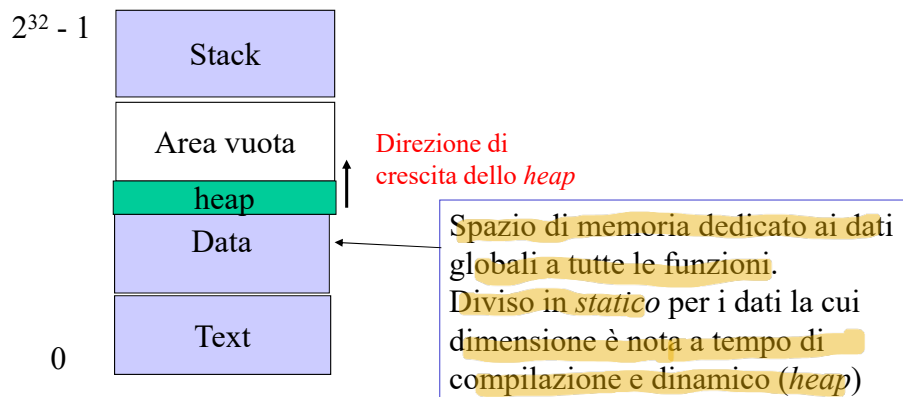 2³² - 1
Stack
Area vuota
Direzione di
crescita dello heap
heap
Data
Spazio di memoria dedicato ai dati
globali a tutte le funzioni.
Diviso in statico per i dati la cui
dimensione è nota a tempo di
compilazione e dinamico (heap)
Text
0